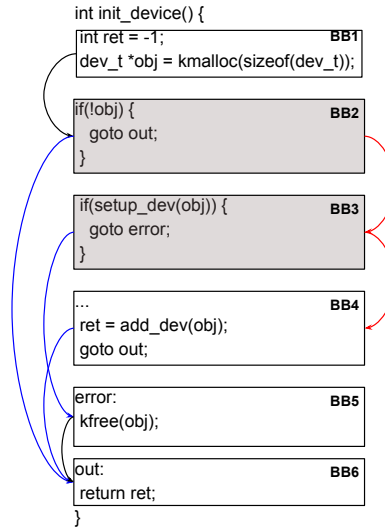 int init_device() {
int ret = -1; BB1
dev_t *obj = kmalloc(sizeof(dev_t));
if(!obj) { BB2
goto out;
}
if(setup_dev(obj)) { BB3
goto error;
}
... BB4
ret = add_dev(obj);
goto out;
error: BB5
kfree(obj);
out: BB6
return ret;
}